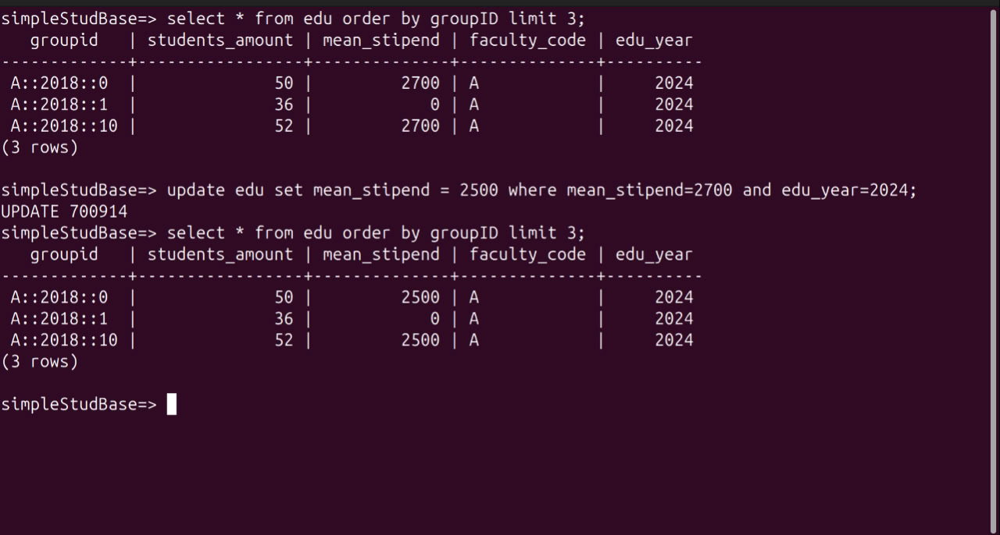 simpleStudBase=> select * from edu order by groupID limit 3;
   groupid   | students_amount | mean_stipend | faculty_code | edu_year
-------------+-----------------+--------------+--------------+----------
 A::2018::0  |              50 |         2700 | A            |     2024
 A::2018::1  |              36 |            0 | A            |     2024
 A::2018::10 |              52 |         2700 | A            |     2024
(3 rows)

simpleStudBase=> update edu set mean_stipend = 2500 where mean_stipend=2700 and edu_year=2024;
UPDATE 700914
simpleStudBase=> select * from edu order by groupID limit 3;
   groupid   | students_amount | mean_stipend | faculty_code | edu_year
-------------+-----------------+--------------+--------------+----------
 A::2018::0  |              50 |         2500 | A            |     2024
 A::2018::1  |              36 |            0 | A            |     2024
 A::2018::10 |              52 |         2500 | A            |     2024
(3 rows)

simpleStudBase=>